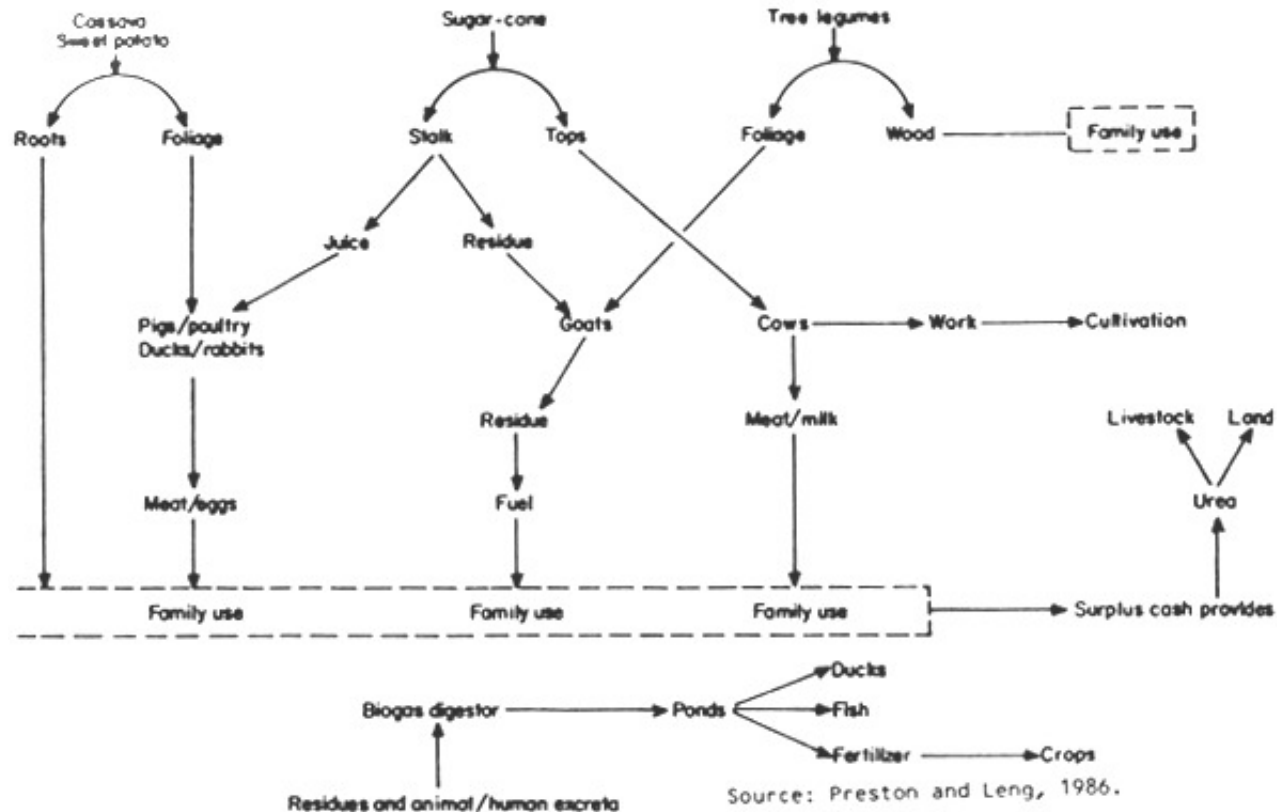 Cassava
Sweet potato
Sugar-cane
Tree legumes
Roots
Foliage
Stalk
Tops
Foliage
Wood
Family use
Juice
Residue
Pigs/poultry
Ducks/rabbits
Goats
Cows
Work
Cultivation
Residue
Meat/milk
Livestock
Land
Meat/eggs
Fuel
Urea
Family use
Family use
Family use
Surplus cash provides
Ducks
Biogas digestor
Ponds
Fish
Fertilizer
Crops
Residues and animal/human excreta
Source: Preston and Leng, 1986.